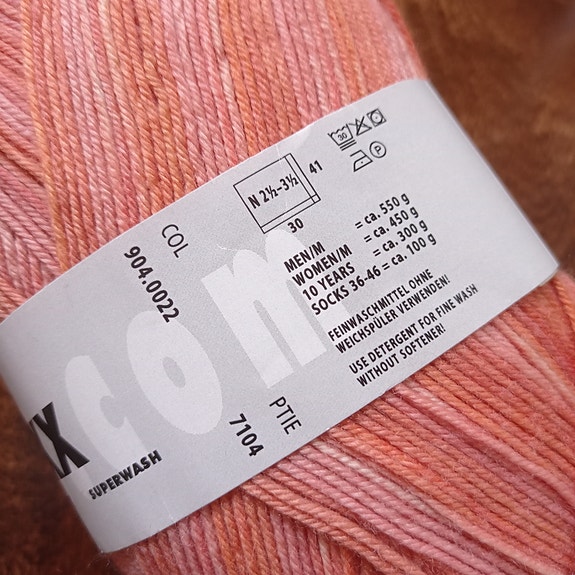 COL
904.0022
N 2½-3½
41
30
30
P
MEN/M = ca. 550 g
WOMEN/M = ca. 450 g
10 YEARS = ca. 300 g
SOCKS 36-46 = ca. 100 g
FEINWASCHMITTEL OHNE
WEICHSPÜLER VERWENDEN!
USE DETERGENT FOR FINE WASH
WITHOUT SOFTENER!
com
X
SUPERWASH
PTIE
7104